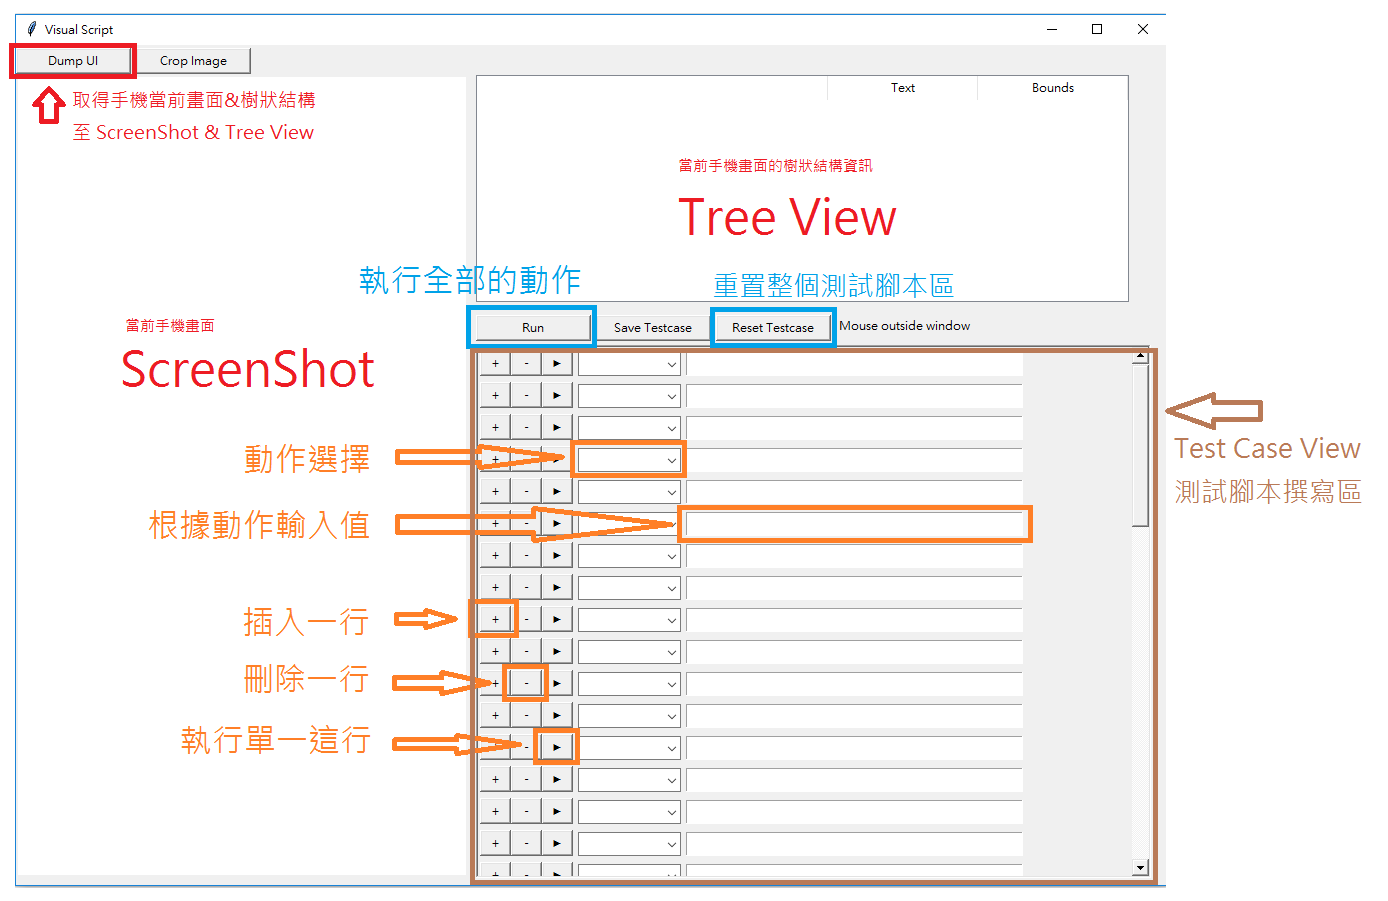 Visual Script
Dump UI
Crop Image
取得手機當前畫面&樹狀結構
至 ScreenShot & Tree View
Text
Bounds
當前手機畫面的樹狀結構資訊
Tree View
執行全部的動作
重置整個測試腳本區
Run
Save Testcase
Reset Testcase
Mouse outside window
當前手機畫面
ScreenShot
動作選擇
根據動作輸入值
插入一行
刪除一行
執行單一這行
Test Case View
測試腳本撰寫區